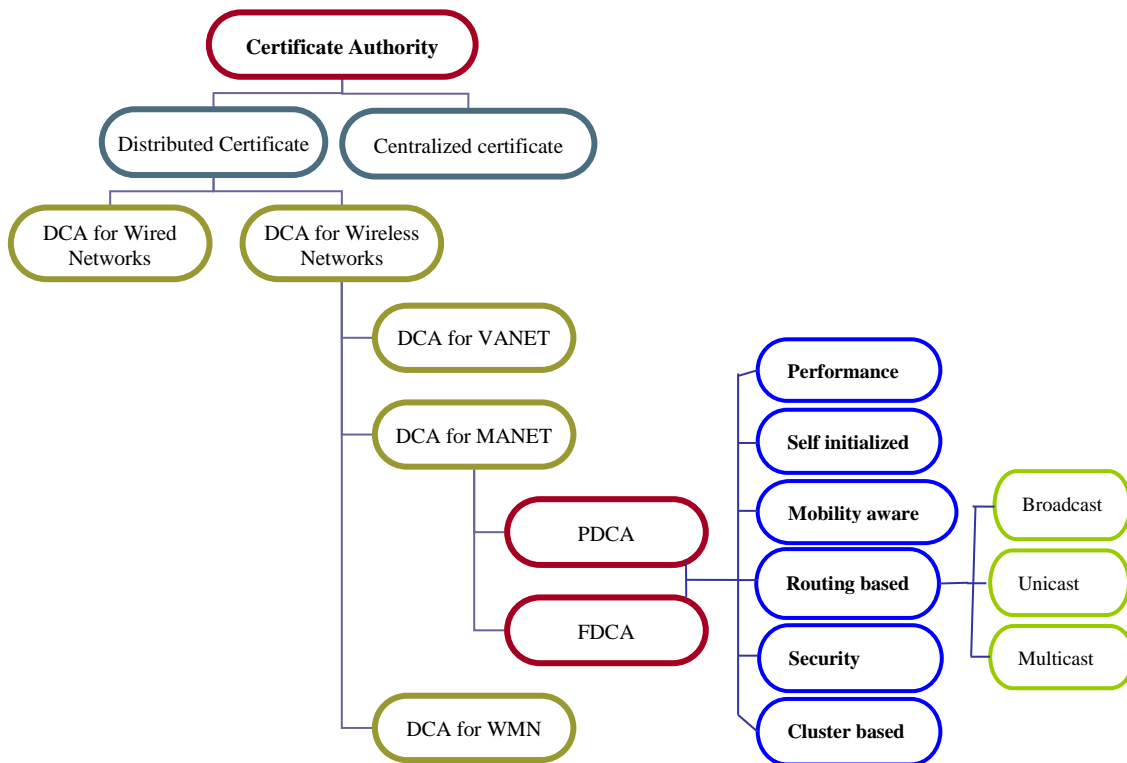 Certificate Authority
Distributed Certificate
Centralized certificate
DCA for Wired
Networks
DCA for Wireless
Networks
DCA for VANET
DCA for MANET
PDCA
FDCA
DCA for WMN
Performance
Self initialized
Mobility aware
Routing based
Security
Cluster based
Broadcast
Unicast
Multicast